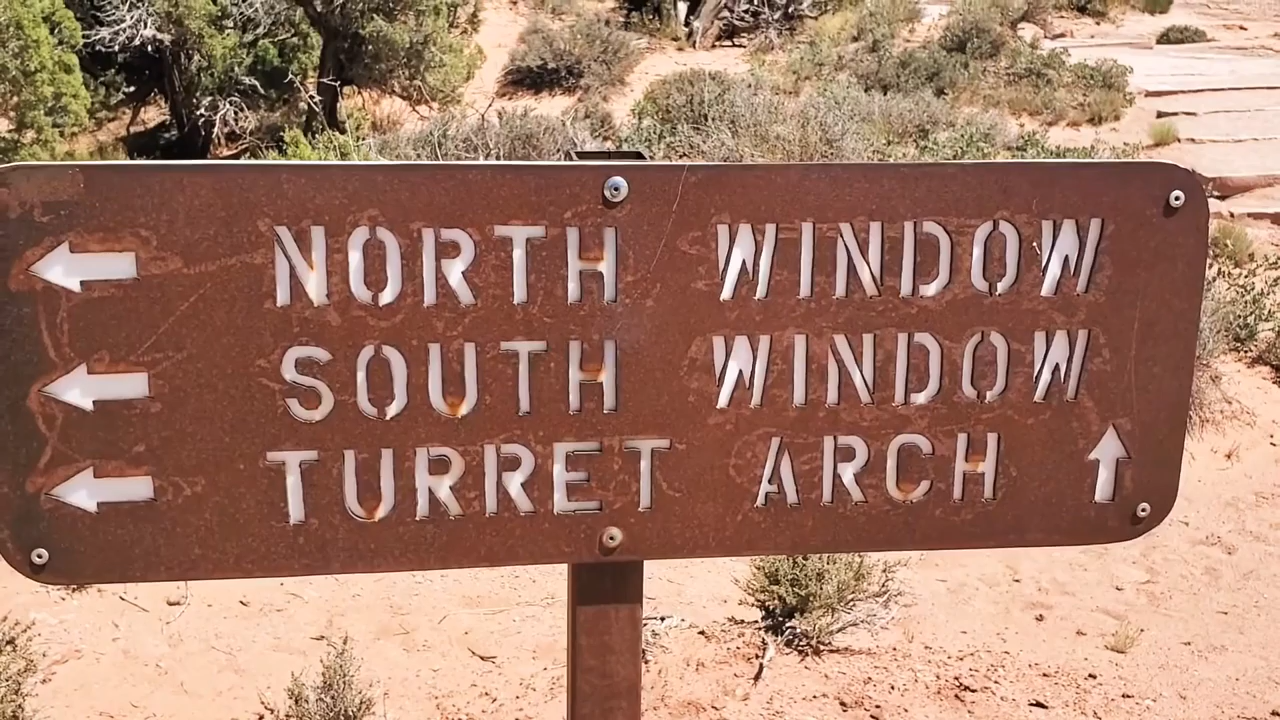 ← NORTH WINDOW
← SOUTH WINDOW
← TURRET ARCH ↑